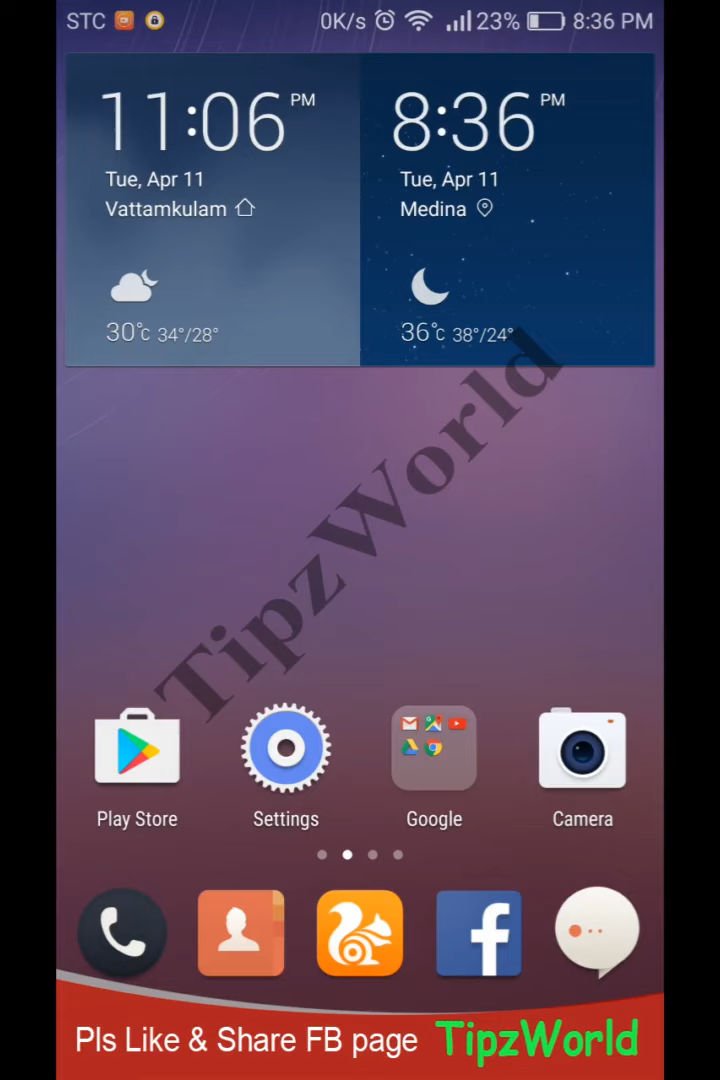 STC 0K/s 23% 8:36 PM
11:06 PM 8:36 PM
Tue, Apr 11 Tue, Apr 11
Vattamkulam Medina
30°c 34°/28° 36°c 38°/24°
TipzWorld
Play Store Settings Google Camera
Pls Like & Share FB page TipzWorld